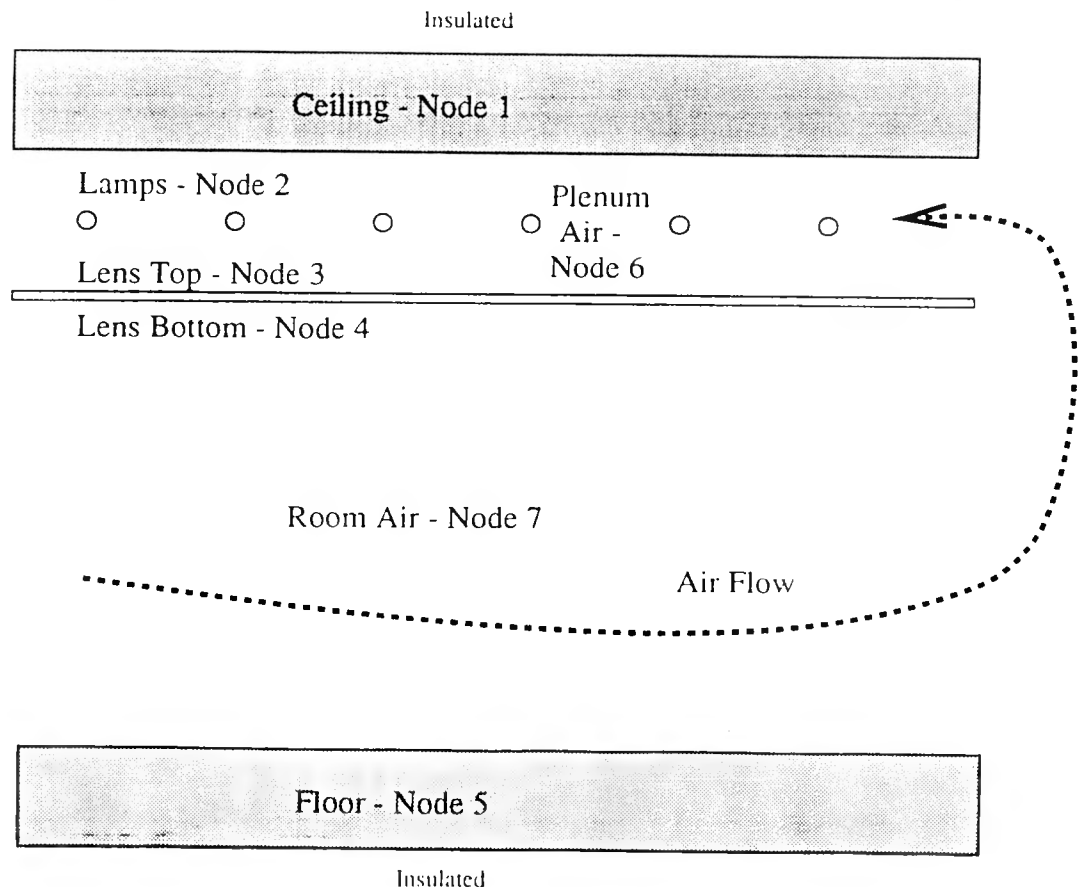 Insulated
Ceiling - Node 1
Lamps - Node 2
Plenum
Air -
Node 6
Lens Top - Node 3
Lens Bottom - Node 4
Room Air - Node 7
Air Flow
Floor - Node 5
Insulated